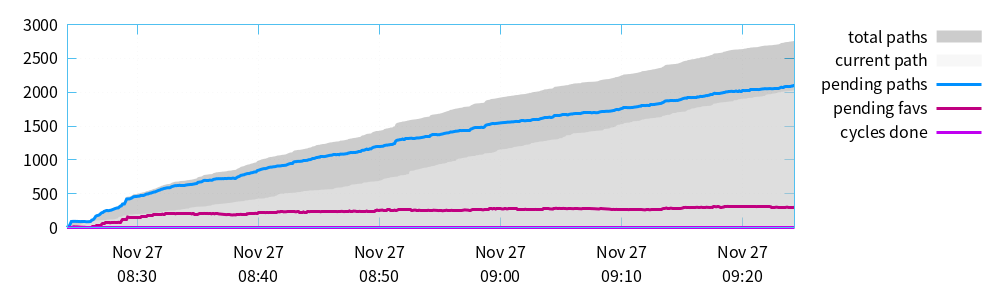 3000
2500
2000
1500
1000
500
0
Nov 27 Nov 27 Nov 27 Nov 27 Nov 27 Nov 27
08:30 08:40 08:50 09:00 09:10 09:20
total paths
current path
pending paths
pending favs
cycles done